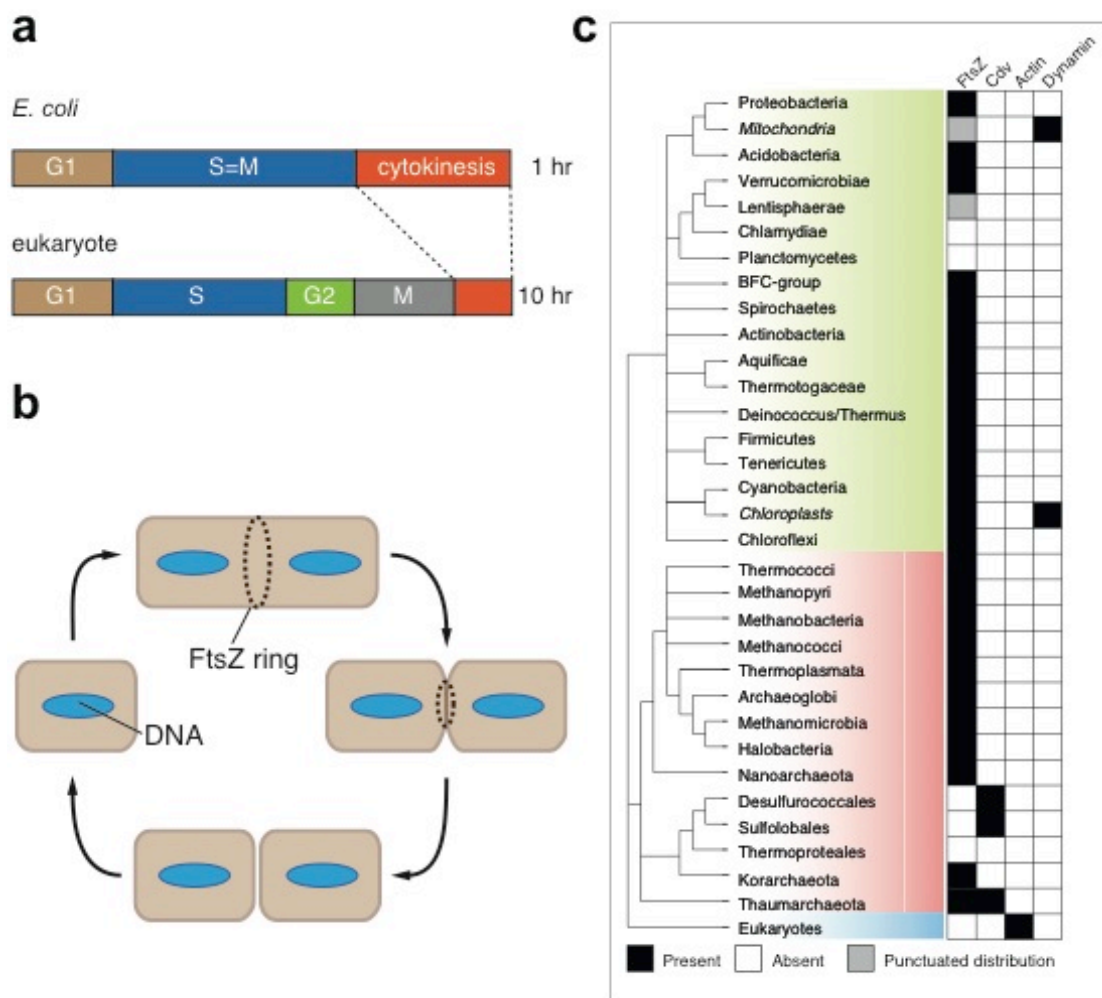 a
E. coli
G1 S=M cytokinesis 1 hr
eukaryote
G1 S G2 M 10 hr
b
FtsZ ring
DNA
c
FtsZ Cdv Actin Dynamin
Proteobacteria
Mitochondria
Acidobacteria
Verrucomicrobiae
Lentisphaerae
Chlamydiae
Planctomycetes
BFC-group
Spirochaetes
Actinobacteria
Aquificae
Thermotogaceae
Deinococcus/Thermus
Firmicutes
Tenericutes
Cyanobacteria
Chloroplasts
Chloroflexi
Thermococci
Methanopyri
Methanobacteria
Methanococci
Thermoplasmata
Archaeoglobi
Methanomicrobia
Halobacteria
Nanoarchaeota
Desulfurococcales
Sulfolobales
Thermoproteales
Korarchaeota
Thaumarchaeota
Eukaryotes
Present Absent Punctuated distribution